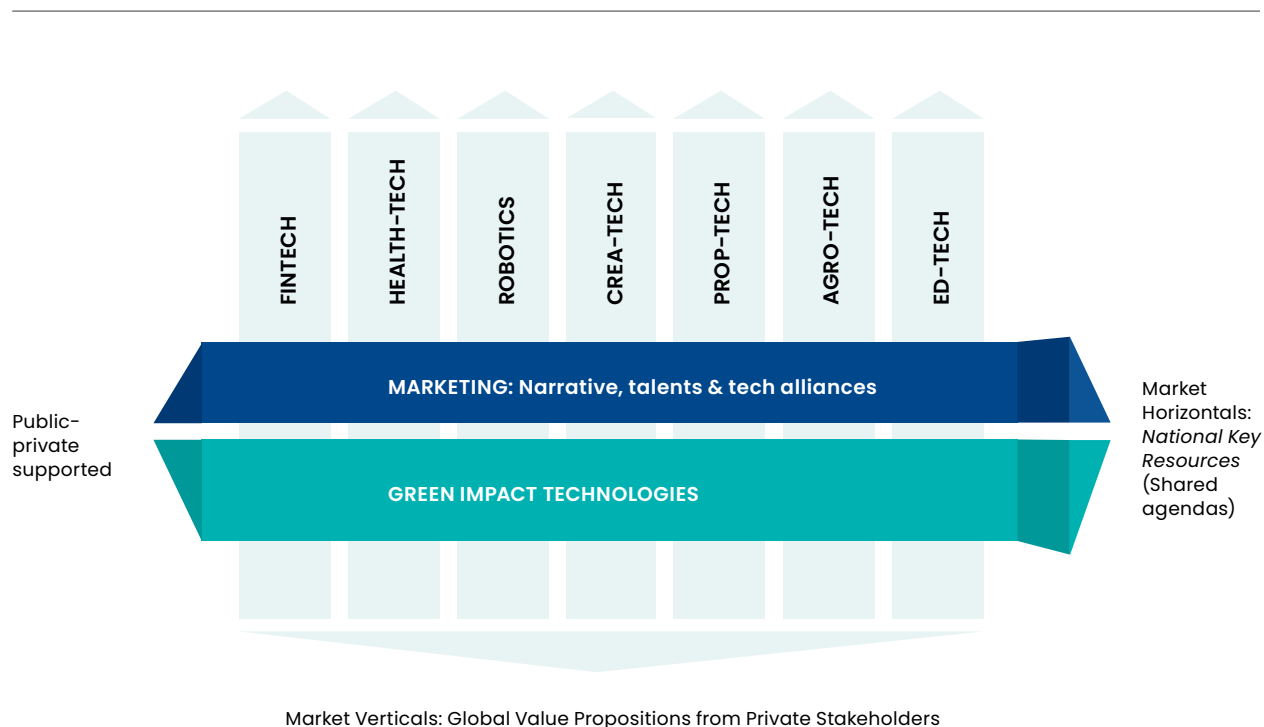 FINTECH
HEALTH-TECH
ROBOTICS
CREA-TECH
PROP-TECH
AGRO-TECH
ED-TECH
MARKETING: Narrative, talents & tech alliances
GREEN IMPACT TECHNOLOGIES
Public-
private
supported
Market
Horizontals:
National Key
Resources
(Shared
agendas)
Market Verticals: Global Value Propositions from Private Stakeholders